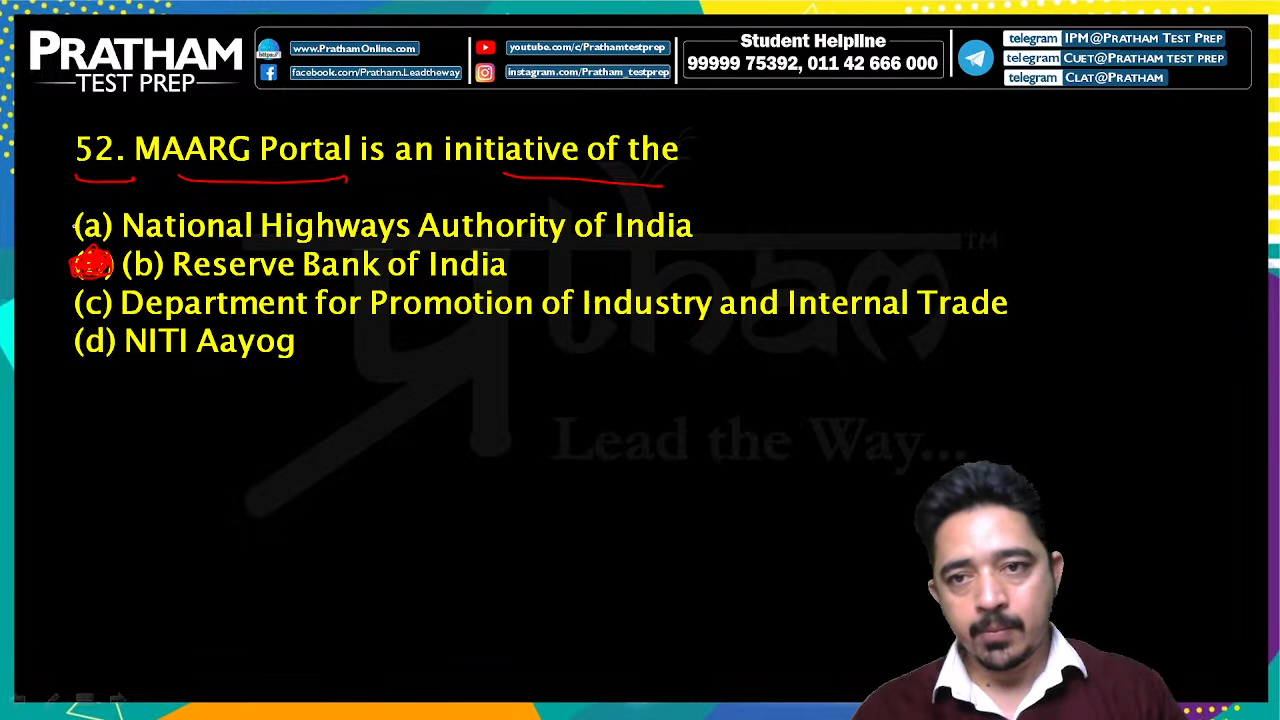 PRATHAM
TEST PREP
https://
www.PrathamOnline.com
facebook.com/Pratham.Leadtheway
youtube.com/c/Prathamtestprep
instagram.com/Pratham_testprep
Student Helpline
99999 75392, 011 42 666 000
telegram IPM@PRATHAM TEST PREP
telegram CUET@PRATHAM TEST PREP
telegram CLAT@PRATHAM
52. MAARG Portal is an initiative of the
(a) National Highways Authority of India
(b) Reserve Bank of India
(c) Department for Promotion of Industry and Internal Trade
(d) NITI Aayog
प्रथam
TM
Lead the Way...